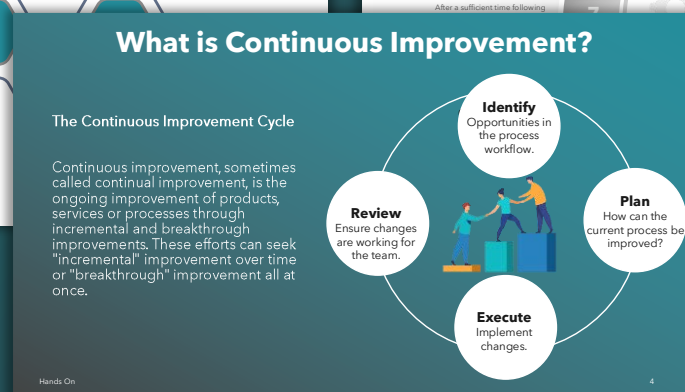 After a sufficient time following
7
What is Continuous Improvement?
The Continuous Improvement Cycle
Continuous improvement, sometimes
called continual improvement, is the
ongoing improvement of products,
services or processes through
incremental and breakthrough
improvements. These efforts can seek
"incremental" improvement over time
or "breakthrough" improvement all at
once.
Identify
Opportunities in
the process
workflow.
Plan
How can the
current process be
improved?
Execute
Implement
changes.
Review
Ensure changes
are working for
the team.
Hands On
4